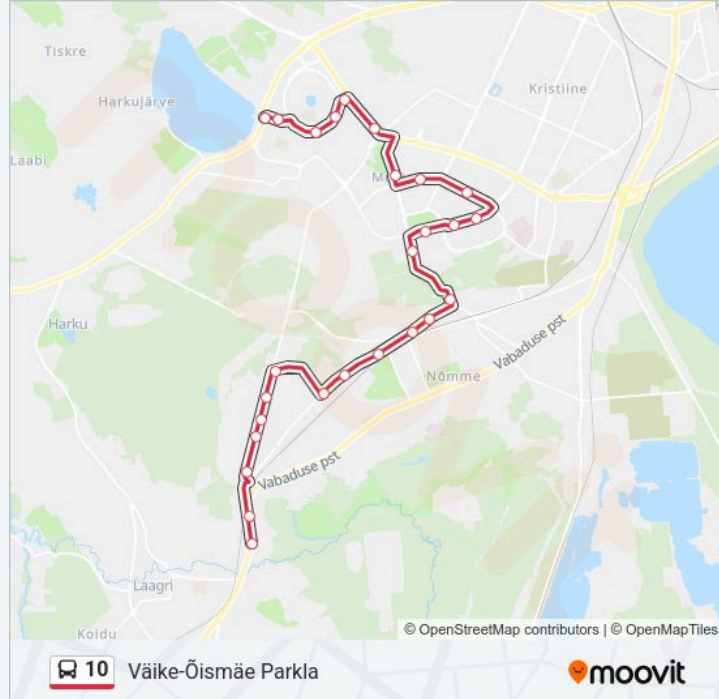 Tiskre
Harkujärve
Kristiine
Laabi
Mu
Harku
Vabaduse pst
Nõmme
Vabaduse pst
Laagri
Koidu
© OpenStreetMap contributors | © OpenMapTiles
10 Väike-Õismäe Parkla
moovit